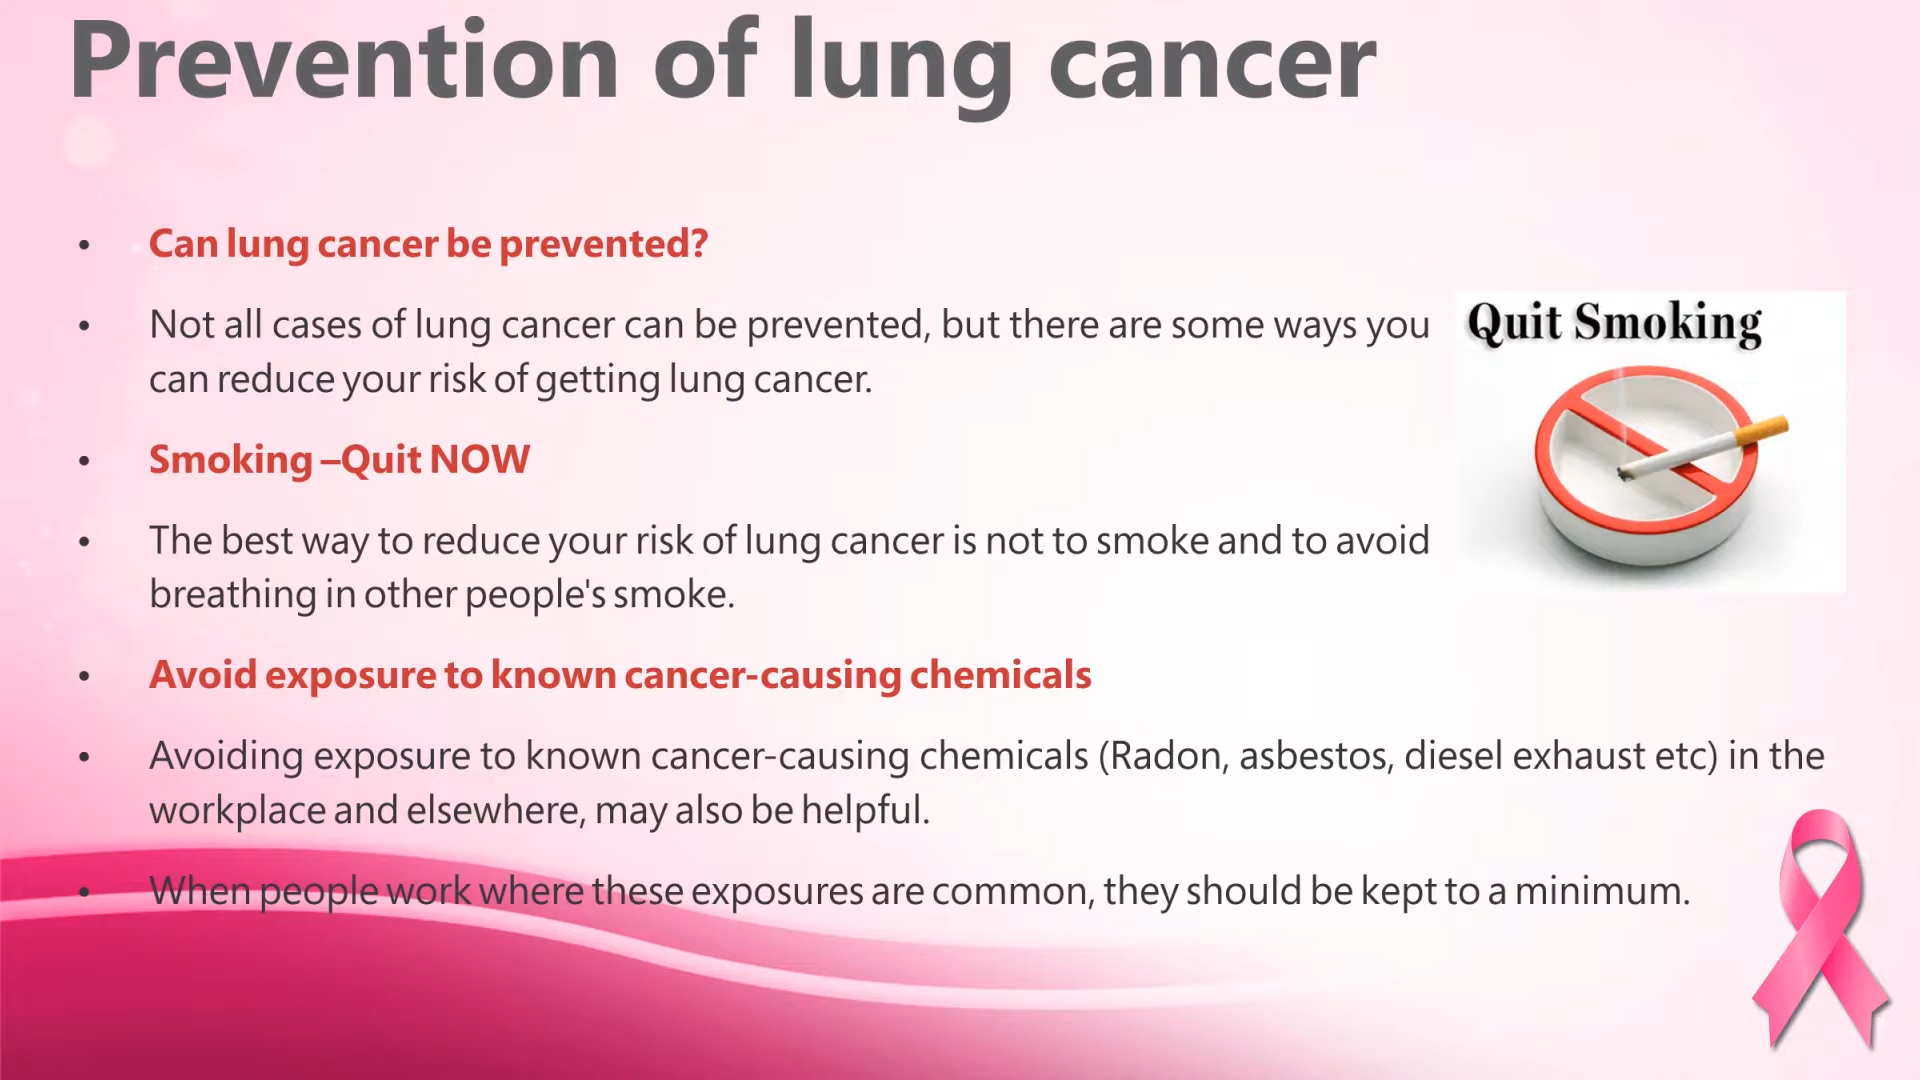 Prevention of lung cancer
• Can lung cancer be prevented?
• Not all cases of lung cancer can be prevented, but there are some ways you
can reduce your risk of getting lung cancer.
Quit Smoking
• Smoking –Quit NOW
• The best way to reduce your risk of lung cancer is not to smoke and to avoid
breathing in other people's smoke.
• Avoid exposure to known cancer-causing chemicals
• Avoiding exposure to known cancer-causing chemicals (Radon, asbestos, diesel exhaust etc) in the
workplace and elsewhere, may also be helpful.
• When people work where these exposures are common, they should be kept to a minimum.